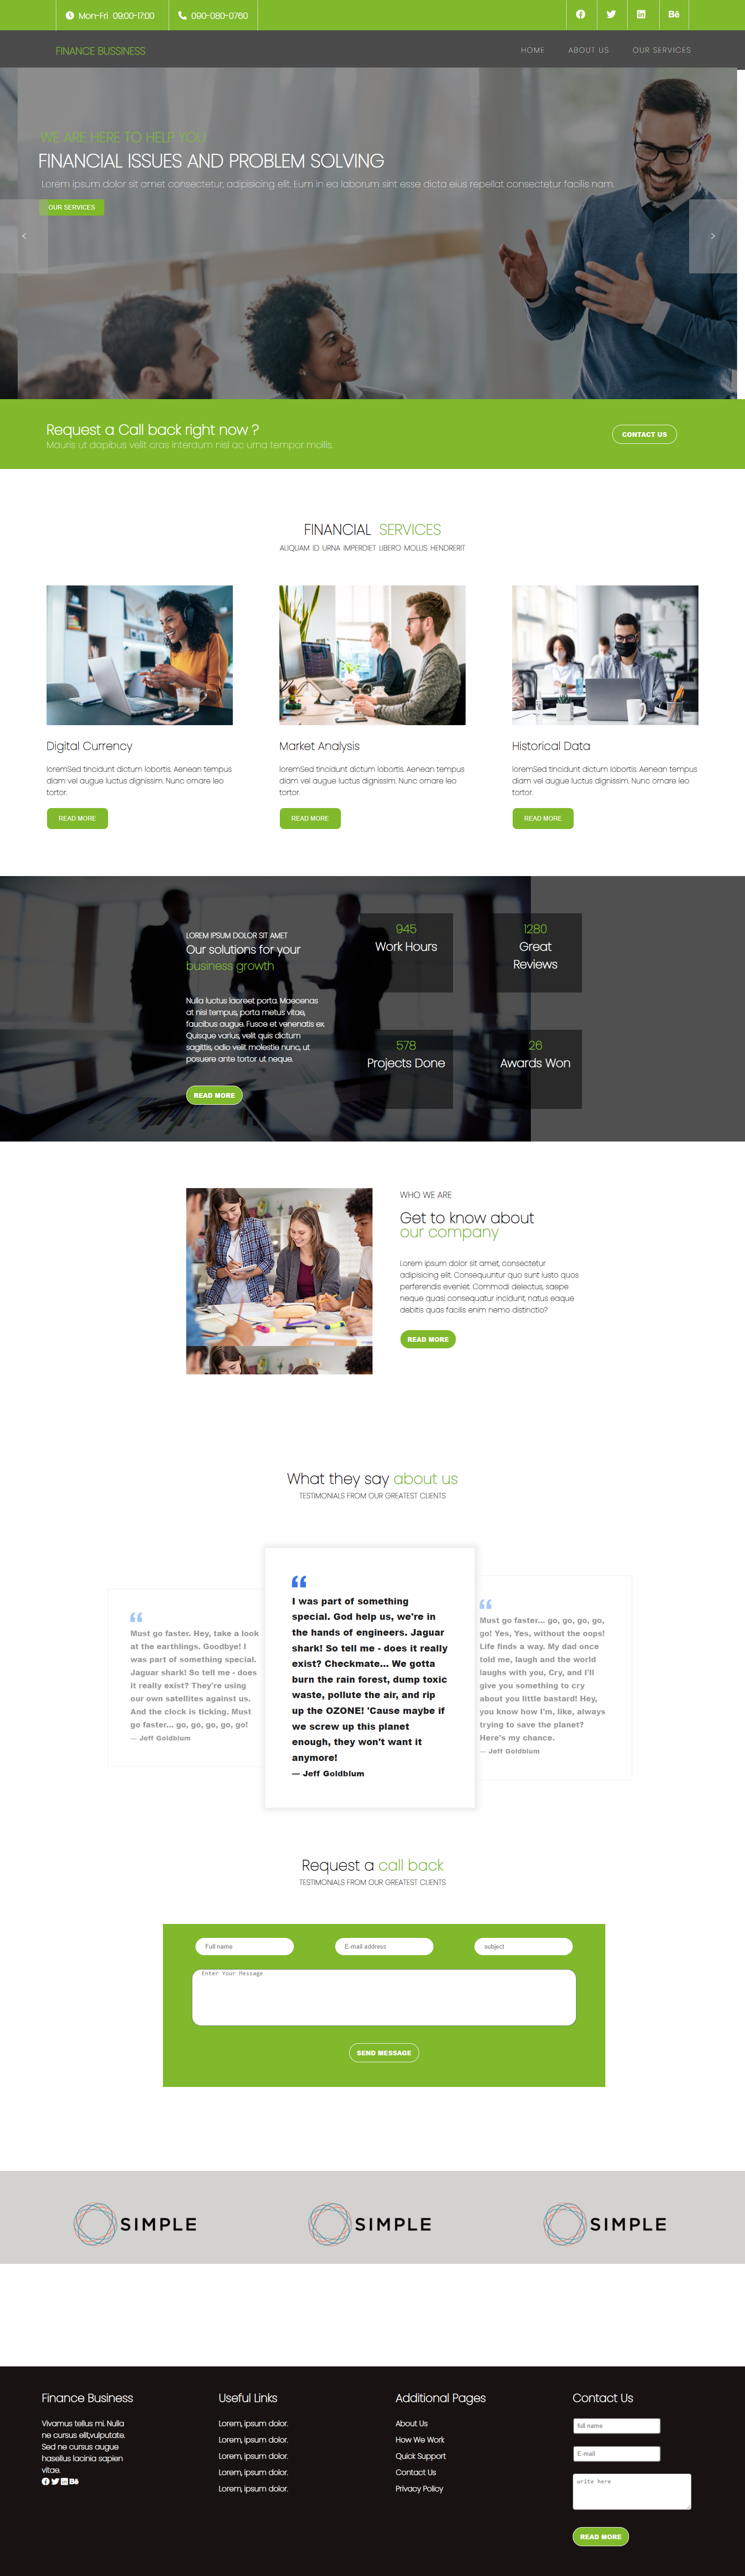 Mon-Fri 09:00-17:00
090-080-0760
Bē
FINANCE BUSSINESS
HOME
ABOUT US
OUR SERVICES
WE ARE HERE TO HELP YOU
FINANCIAL ISSUES AND PROBLEM SOLVING
Lorem ipsum dolor sit amet consectetur, adipisicing elit. Eum in ea laborum sint esse dicta eius repellat consectetur facilis nam.
OUR SERVICES
Request a Call back right now ?
Mauris ut dapibus velit cras interdum nisl ac urna tempor mollis.
CONTACT US
FINANCIAL SERVICES
ALIQUAM ID URNA IMPERDIET LIBERO MOLLIS HENDRERIT
Digital Currency
loremSed tincidunt dictum lobortis. Aenean tempus
diam vel augue luctus dignissim. Nunc ornare leo
tortor.
READ MORE
Market Analysis
loremSed tincidunt dictum lobortis. Aenean tempus
diam vel augue luctus dignissim. Nunc ornare leo
tortor.
READ MORE
Historical Data
loremSed tincidunt dictum lobortis. Aenean tempus
diam vel augue luctus dignissim. Nunc ornare leo
tortor.
READ MORE
LOREM IPSUM DOLOR SIT AMET
Our solutions for your
business growth
Nulla luctus laoreet porta. Maecenas
at nisi tempus, porta metus vitae,
faucibus augue. Fusce et venenatis ex.
Quisque varius, velit quis dictum
sagittis, odio velit molestie nunc, ut
posuere ante tortor ut neque.
READ MORE
945
Work Hours
1280
Great
Reviews
578
Projects Done
26
Awards Won
WHO WE ARE
Get to know about
our company
Lorem ipsum dolor sit amet, consectetur
adipisicing elit. Consequuntur quo sunt iusto quos
perferendis eveniet. Commodi delectus, saepe
neque quasi consequatur incidunt, natus eaque
debitis quas facilis enim nemo distinctio?
READ MORE
What they say about us
TESTIMONIALS FROM OUR GREATEST CLIENTS
Must go faster. Hey, take a look
at the earthlings. Goodbye! I
was part of something special.
Jaguar shark! So tell me - does
it really exist? They're using
our own satellites against us.
And the clock is ticking. Must
go faster... go, go, go, go, go!
— Jeff Goldblum
I was part of something
special. God help us, we're in
the hands of engineers. Jaguar
shark! So tell me - does it really
exist? Checkmate... We gotta
burn the rain forest, dump toxic
waste, pollute the air, and rip
up the OZONE! 'Cause maybe if
we screw up this planet
enough, they won't want it
anymore!
— Jeff Goldblum
Must go faster... go, go, go, go,
go! Yes, Yes, without the oops!
Life finds a way. My dad once
told me, laugh and the world
laughs with you, Cry, and I'll
give you something to cry
about you little bastard! Hey,
you know how I'm, like, always
trying to save the planet?
Here's my chance.
— Jeff Goldblum
Request a call back
TESTIMONIALS FROM OUR GREATEST CLIENTS
Full name
E-mail address
subject
Enter Your Message
SEND MESSAGE
SIMPLE
SIMPLE
SIMPLE
Finance Business
Vivamus tellus mi. Nulla
ne cursus elit,vulputate.
Sed ne cursus augue
hasellus lacinia sapien
vitae.
Bē
Useful Links
Lorem, ipsum dolor.
Lorem, ipsum dolor.
Lorem, ipsum dolor.
Lorem, ipsum dolor.
Lorem, ipsum dolor.
Additional Pages
About Us
How We Work
Quick Support
Contact Us
Privacy Policy
Contact Us
full name
E-mail
write here
READ MORE